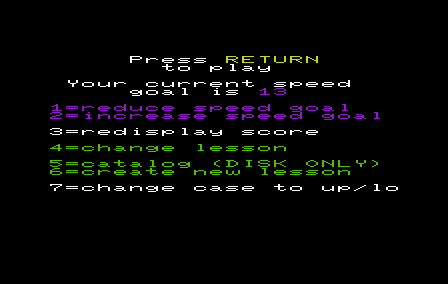 Press RETURN
to play
Your current speed
goal is 13
1=reduce speed goal
2=increase speed goal
3=redisplay score
4=change lesson
5=catalog (DISK ONLY)
6=create new lesson
7=change case to up/lo